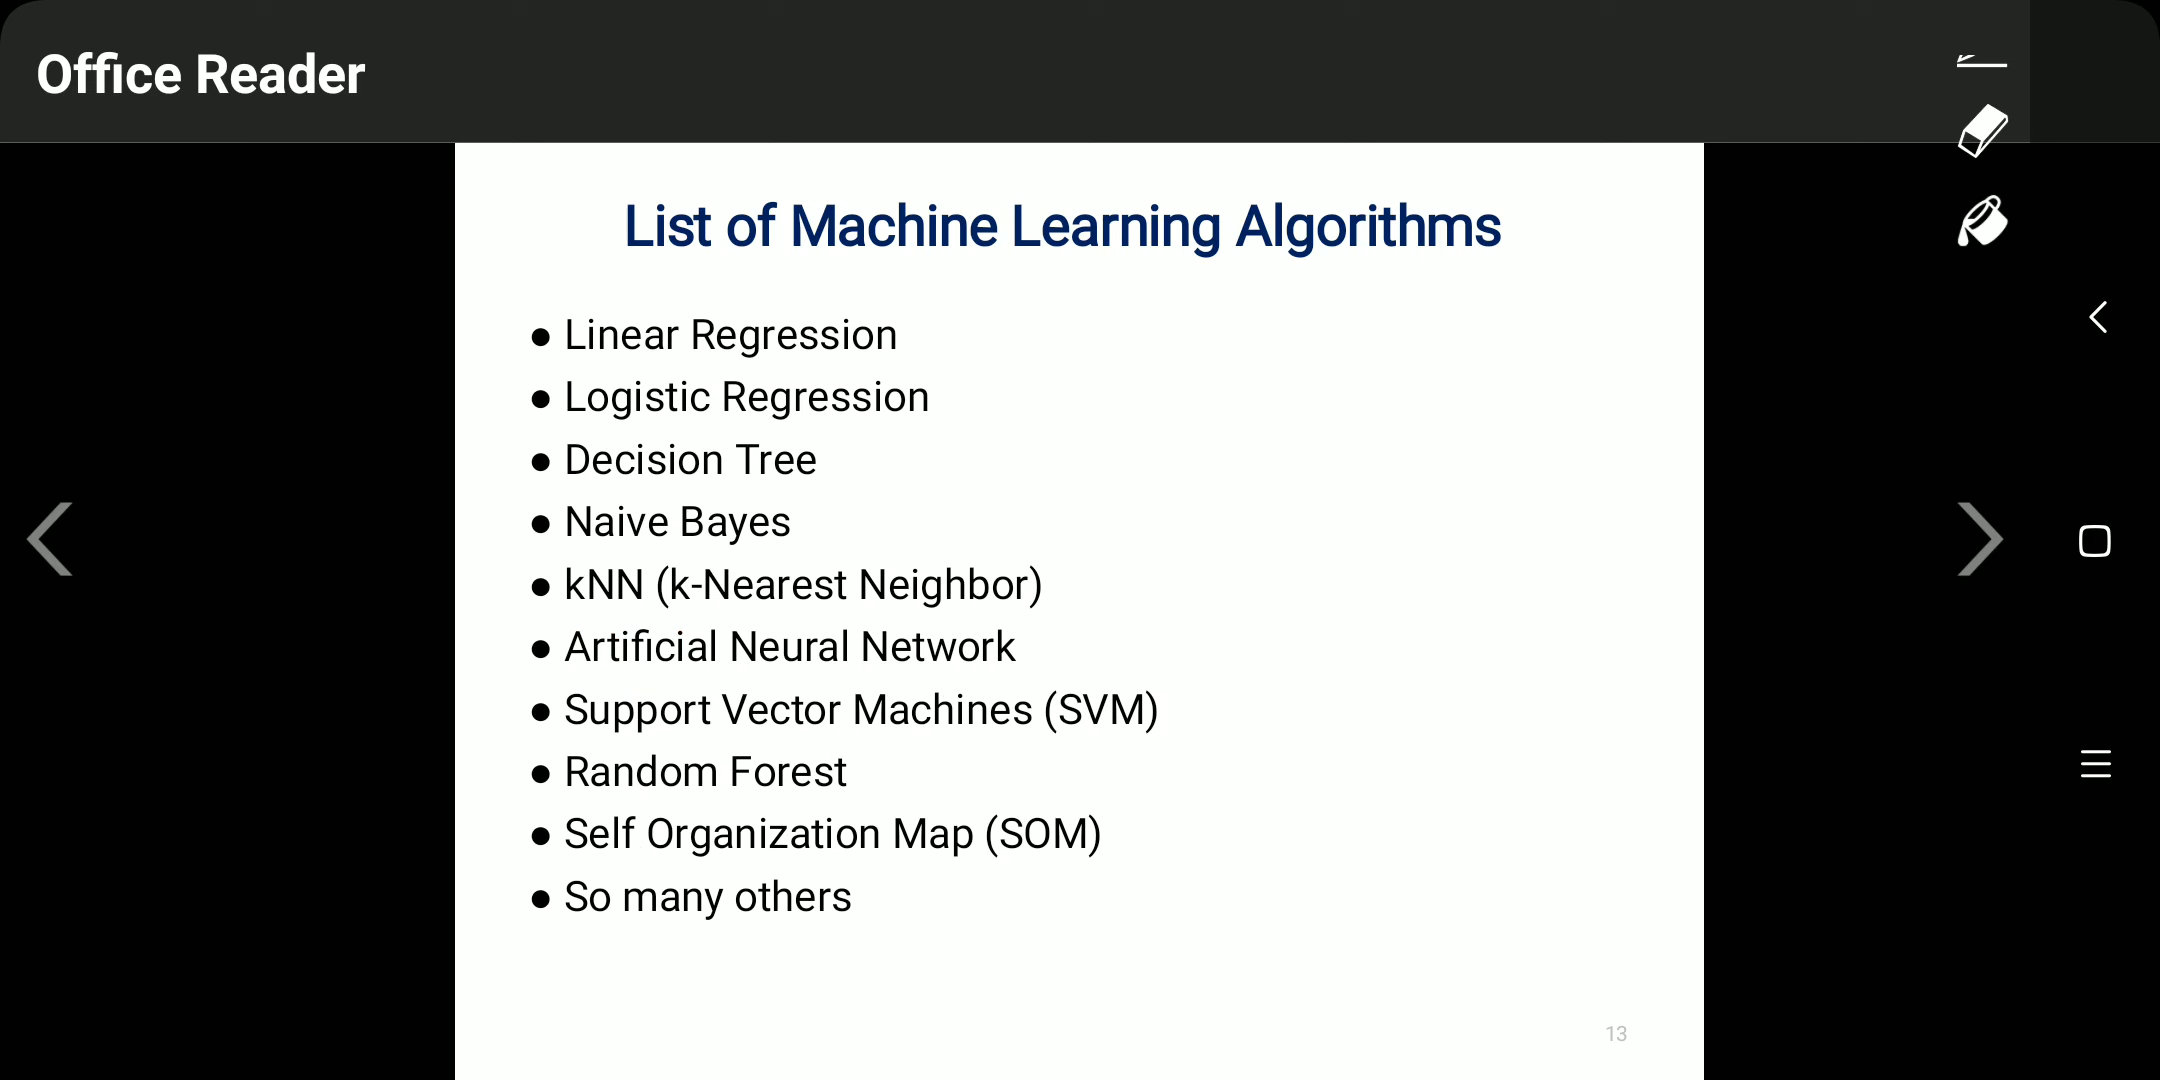 Office Reader
List of Machine Learning Algorithms
● Linear Regression
● Logistic Regression
● Decision Tree
● Naive Bayes
● kNN (k-Nearest Neighbor)
● Artificial Neural Network
● Support Vector Machines (SVM)
● Random Forest
● Self Organization Map (SOM)
● So many others
13